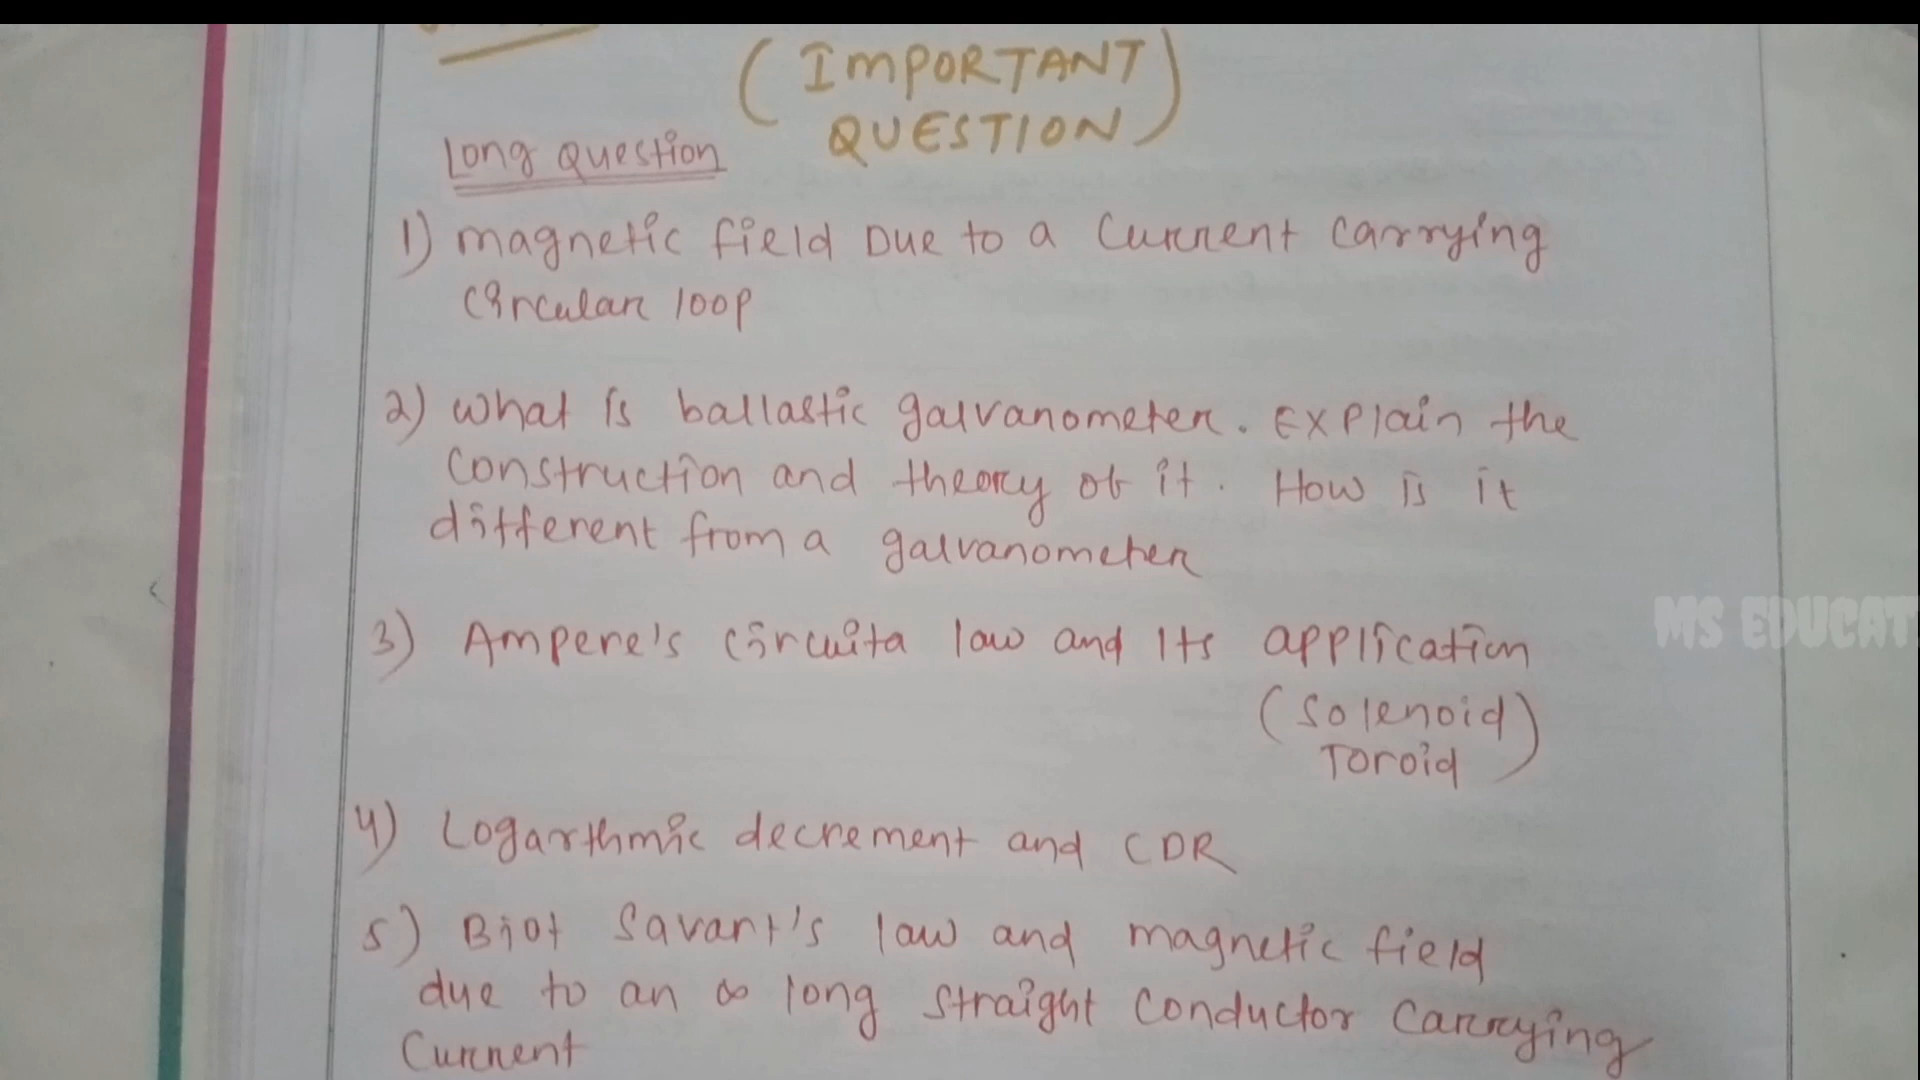 (IMPORTANT
QUESTION)
Long question
1) magnetic field Due to a Current carrying
circular loop
2) what is ballastic galvanometer. Explain the
construction and theory of it. How is it
different from a galvanometer
3) Ampere's circuita law and Its application
(Solenoid)
Toroid
4) Logarthmic decrement and CDR
5) Biot Savart's law and magnetic field
due to an ∞ long straight conductor carrying
Current
MS EDUCAT